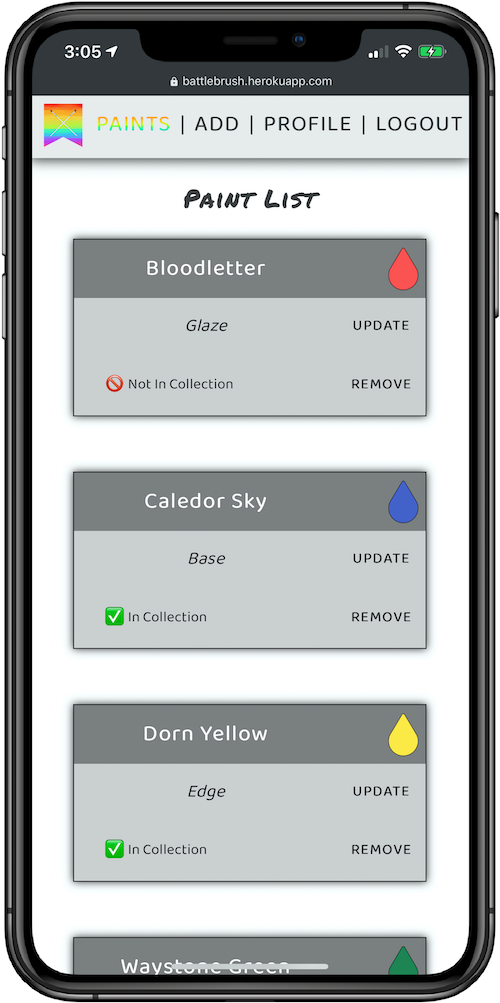 3:05
battlebrush.herokuapp.com
PAINTS | ADD | PROFILE | LOGOUT
Paint List
Bloodletter
Glaze
UPDATE
Not In Collection
REMOVE
Caledor Sky
Base
UPDATE
In Collection
REMOVE
Dorn Yellow
Edge
UPDATE
In Collection
REMOVE
Waystone Green